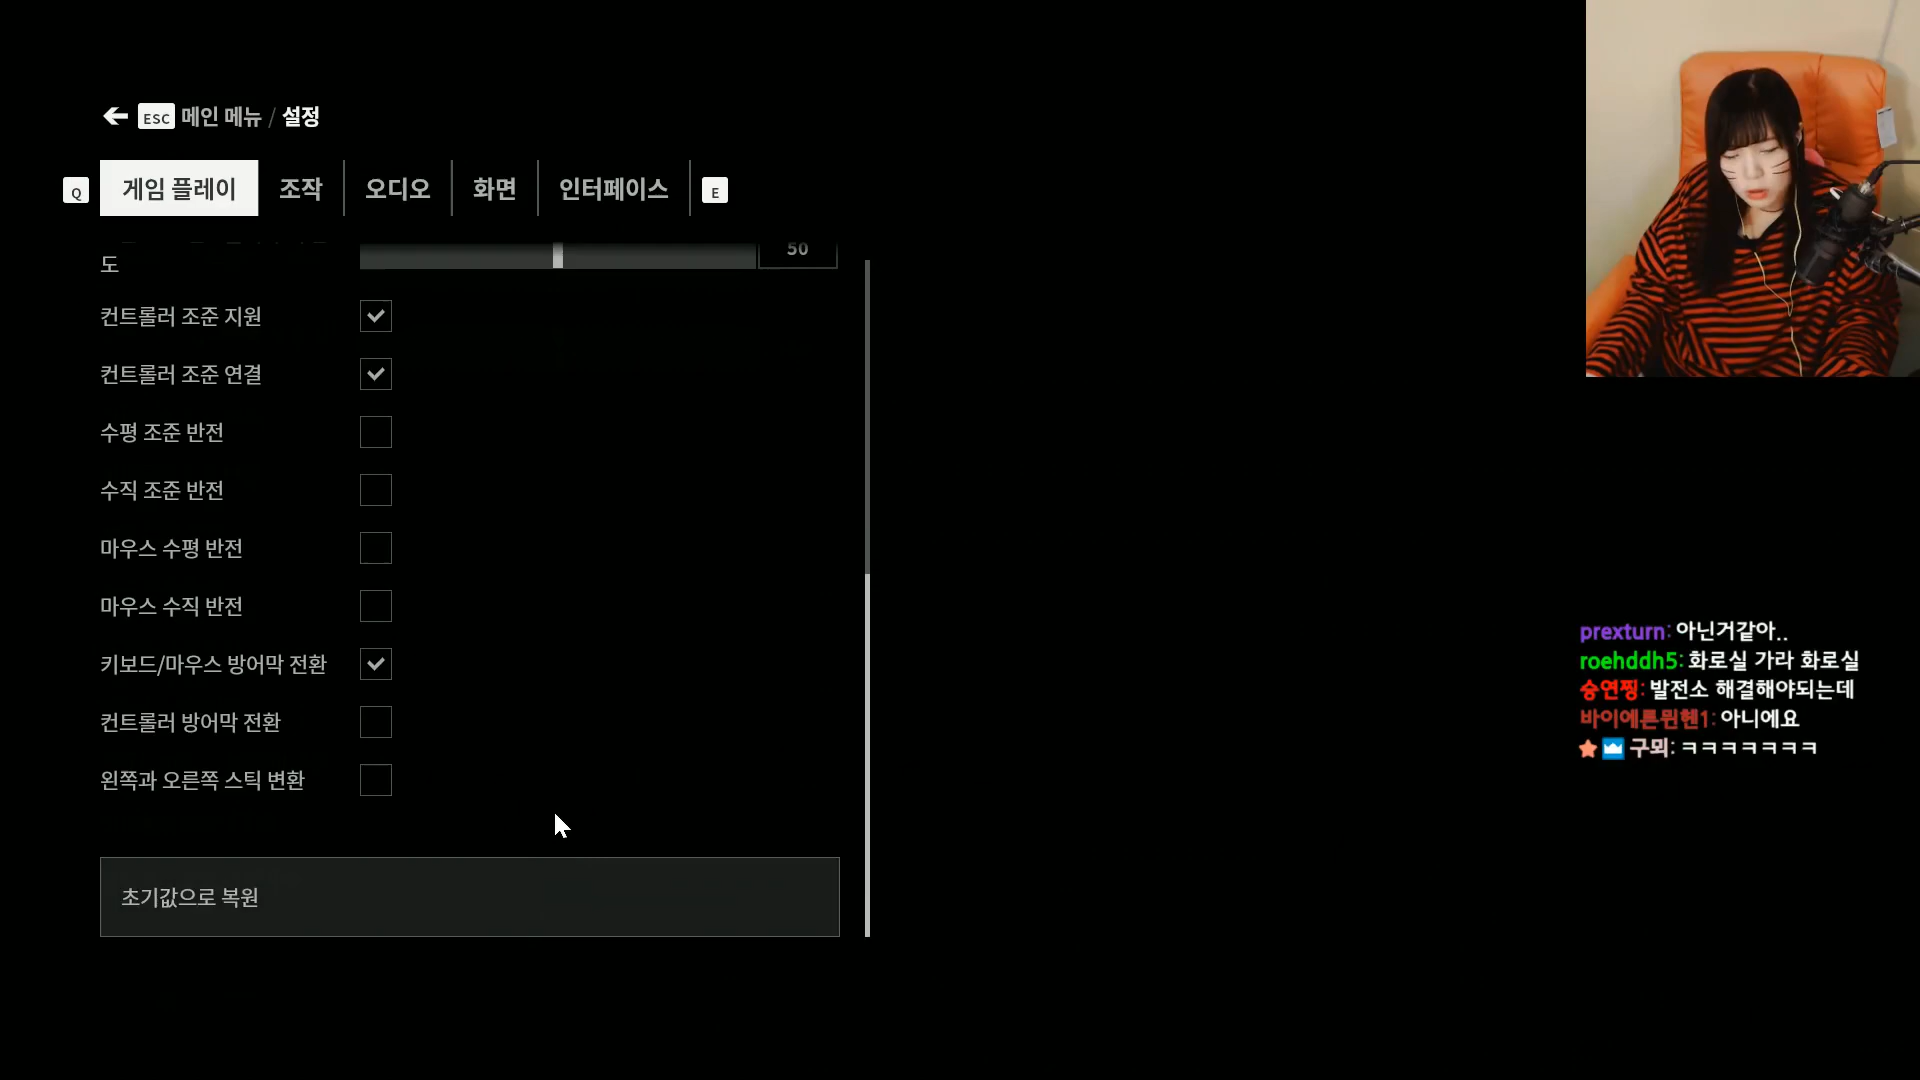 ESC 메인 메뉴 / 설정
Q 게임 플레이 조작 오디오 화면 인터페이스 E
도 50
컨트롤러 조준 지원
컨트롤러 조준 연결
수평 조준 반전
수직 조준 반전
마우스 수평 반전
마우스 수직 반전
키보드/마우스 방어막 전환
컨트롤러 방어막 전환
왼쪽과 오른쪽 스틱 변환
초기값으로 복원
prexturn: 아닌거같아..
roehddh5: 화로실 가라 화로실
숭연찡: 발전소 해결해야되는데
바이에른뮌헨1: 아니에요
구뫼: ㅋㅋㅋㅋㅋㅋㅋ